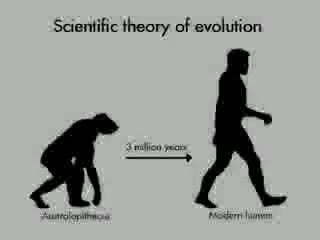 Scientific theory of evolution
3 million years
Australopithecus
Modern human